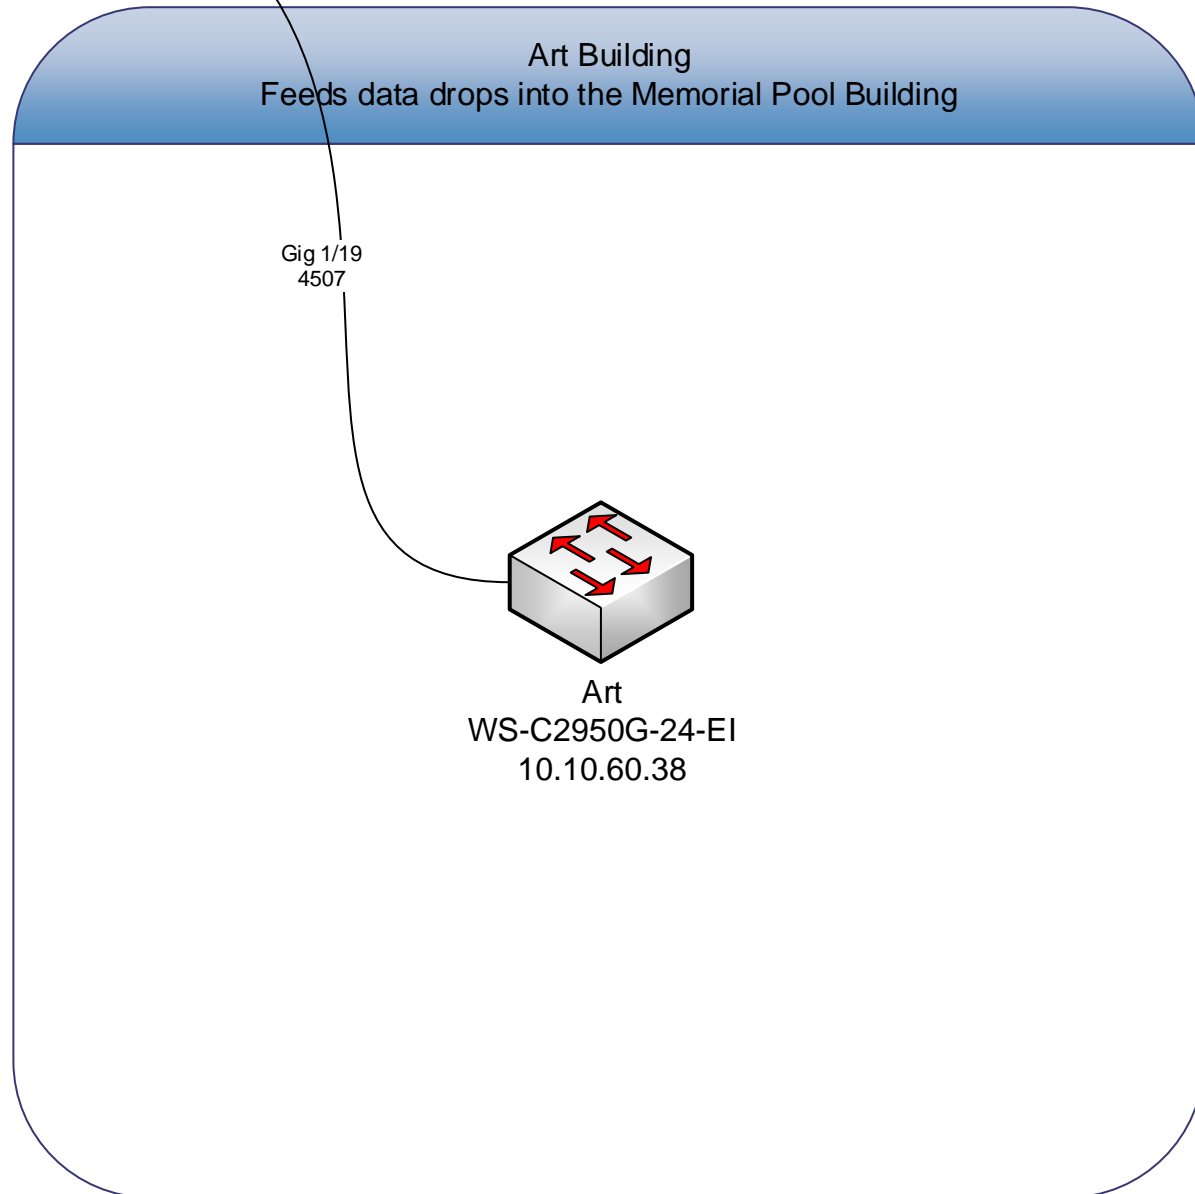 Art Building
Feeds data drops into the Memorial Pool Building
Gig 1/19
4507
Art
WS-C2950G-24-EI
10.10.60.38